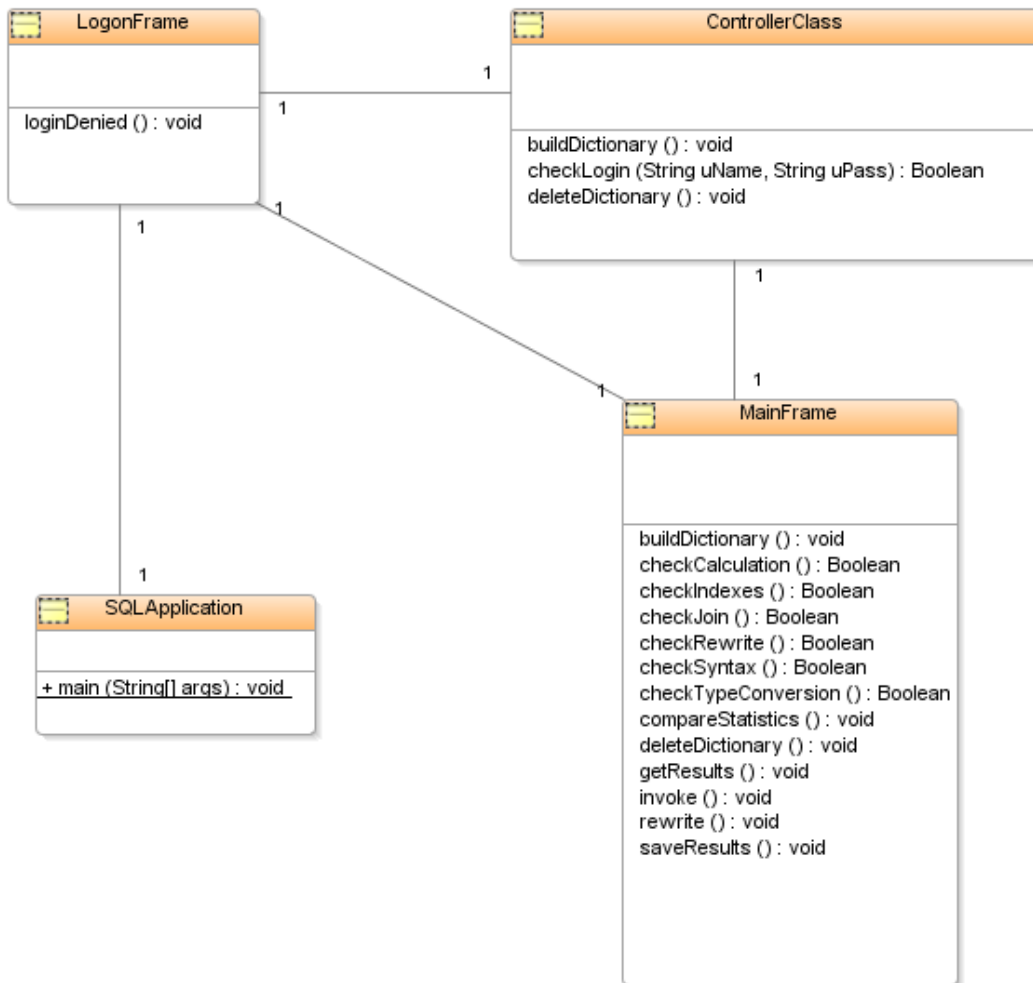 LogonFrame
loginDenied () : void
1
1
ControllerClass
buildDictionary () : void
checkLogin (String uName, String uPass) : Boolean
deleteDictionary () : void
1
1
1
1
1
1
MainFrame
buildDictionary () : void
checkCalculation () : Boolean
checkIndexes () : Boolean
checkJoin () : Boolean
checkRewrite () : Boolean
checkSyntax () : Boolean
checkTypeConversion () : Boolean
compareStatistics () : void
deleteDictionary () : void
getResults () : void
invoke () : void
rewrite () : void
saveResults () : void
SQLApplication
+ main (String[] args) : void